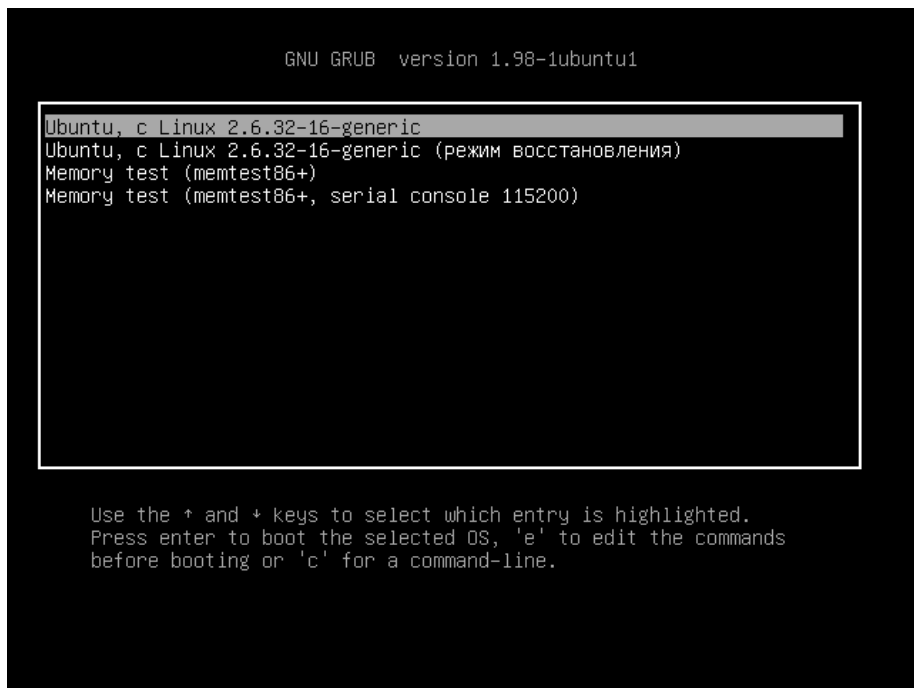 GNU GRUB  version 1.98-1ubuntu1
Ubuntu, с Linux 2.6.32-16-generic
Ubuntu, с Linux 2.6.32-16-generic (режим восстановления)
Memory test (memtest86+)
Memory test (memtest86+, serial console 115200)
Use the ↑ and ↓ keys to select which entry is highlighted.
Press enter to boot the selected OS, 'e' to edit the commands
before booting or 'c' for a command-line.